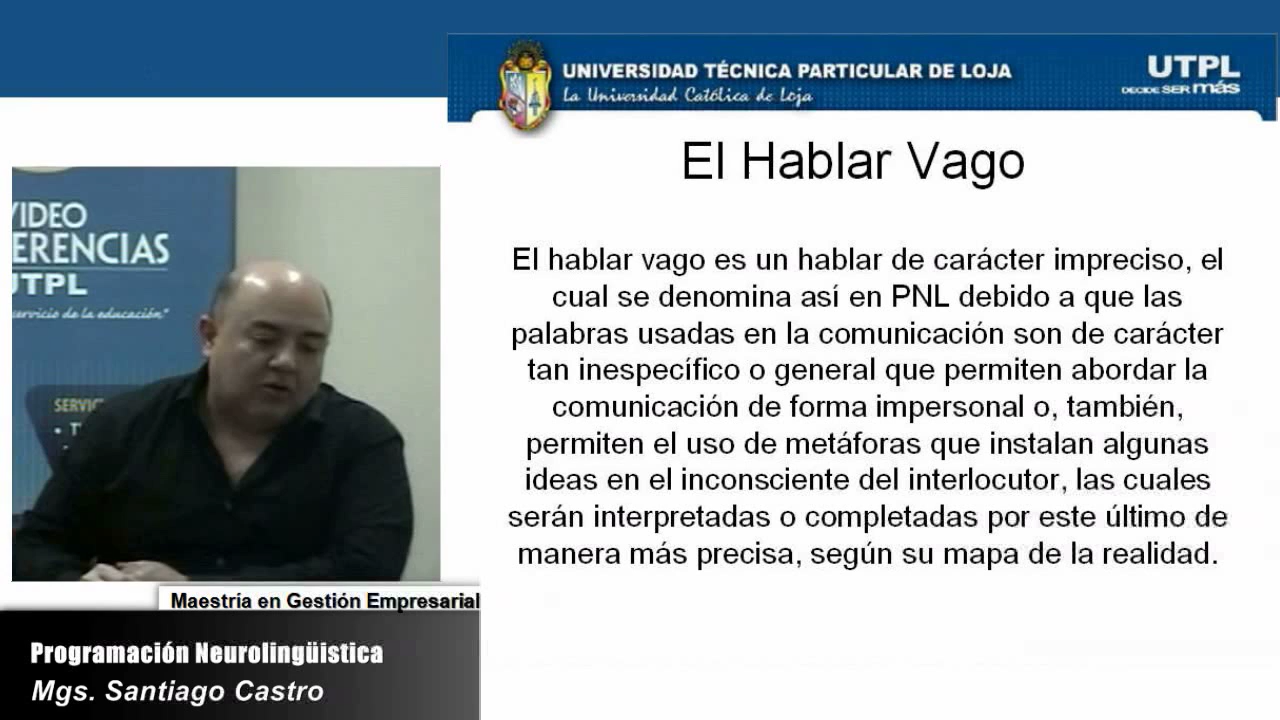 UNIVERSIDAD TÉCNICA PARTICULAR DE LOJA
La Universidad Católica de Loja
UTPL
DECIDE SER más
El Hablar Vago
El hablar vago es un hablar de carácter impreciso, el
cual se denomina así en PNL debido a que las
palabras usadas en la comunicación son de carácter
tan inespecífico o general que permiten abordar la
comunicación de forma impersonal o, también,
permiten el uso de metáforas que instalan algunas
ideas en el inconsciente del interlocutor, las cuales
serán interpretadas o completadas por este último de
manera más precisa, según su mapa de la realidad.
VIDEO
ERENCIAS
UTPL
servicio de la educación"
SERVIC
Maestría en Gestión Empresarial
Programación Neurolingüistica
Mgs. Santiago Castro